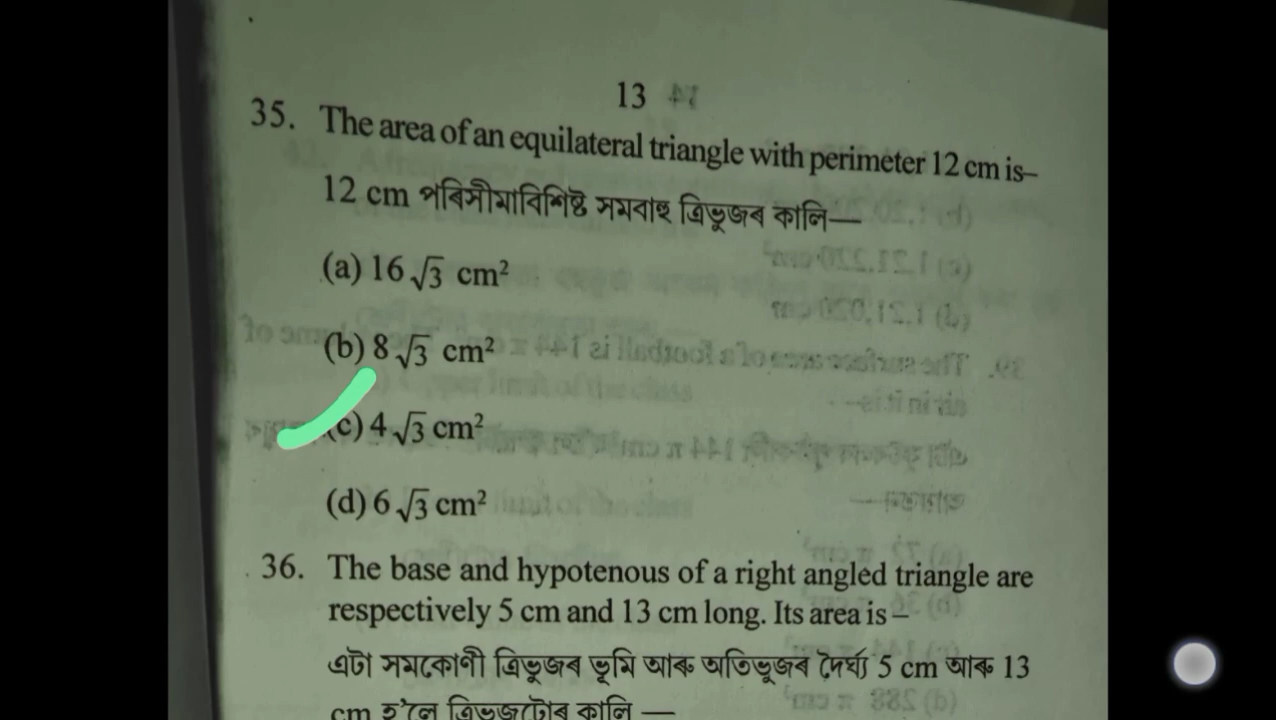 13
35. The area of an equilateral triangle with perimeter 12 cm is–
12 cm পৰিসীমাবিশিষ্ট সমবাহু ত্ৰিভূজৰ কালি—
(a) 16√3 cm²
(b) 8√3 cm²
(c) 4√3 cm²
(d) 6√3 cm²
36. The base and hypotenous of a right angled triangle are
respectively 5 cm and 13 cm long. Its area is –
এটা সমকোণী ত্ৰিভূজৰ ভূমি আৰু অতিভূজৰ দৈৰ্ঘ্য 5 cm আৰু 13
cm হ'লে ত্ৰিভূজটোৰ কালি —